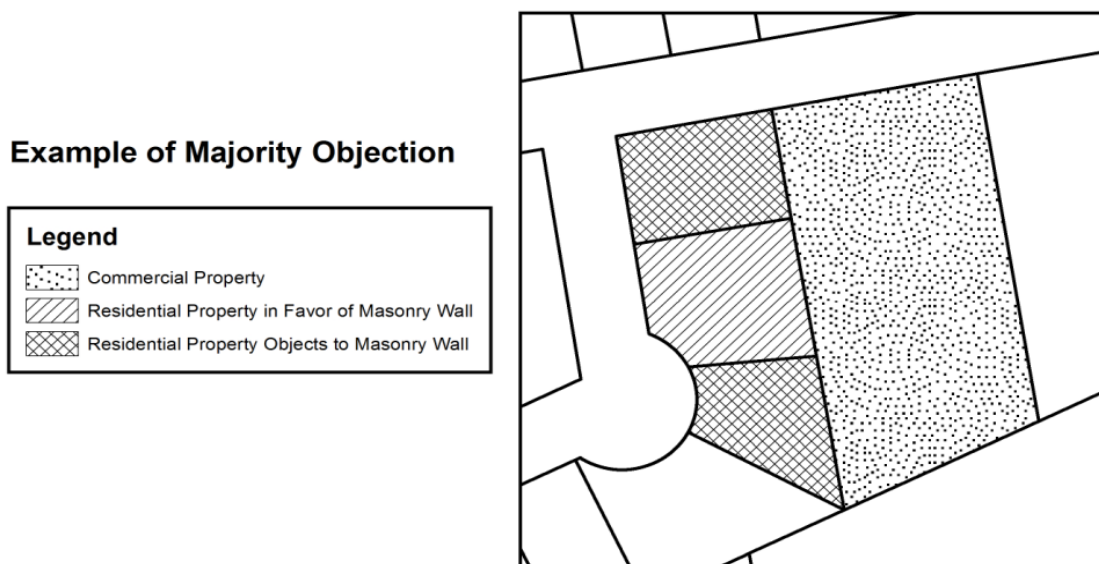 Example of Majority Objection
Legend
Commercial Property
Residential Property in Favor of Masonry Wall
Residential Property Objects to Masonry Wall